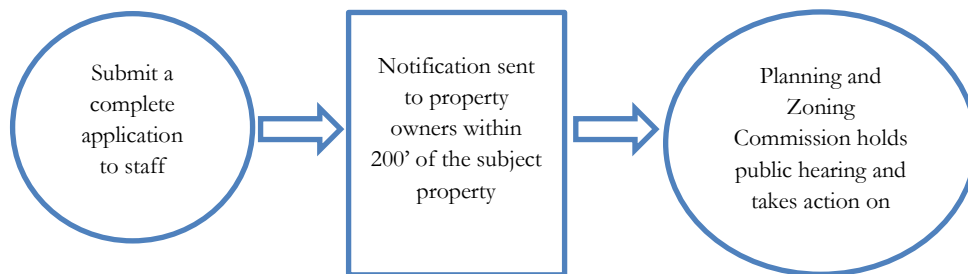 Submit a
complete
application
to staff
Notification sent
to property
owners within
200’ of the subject
property
Planning and
Zoning
Commission holds
public hearing and
takes action on